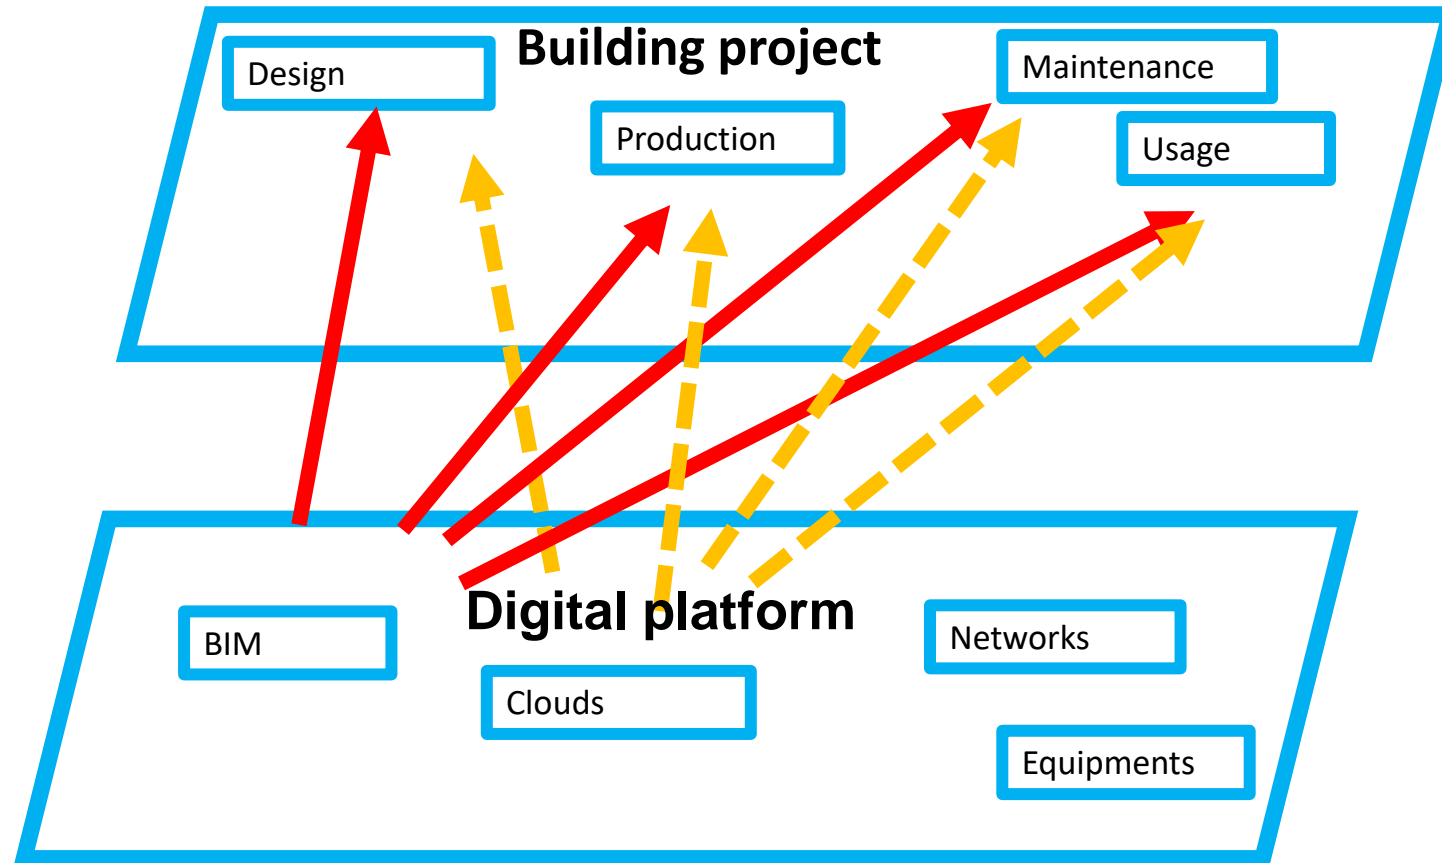 Building project
Design
Maintenance
Production
Usage
Digital platform
BIM
Networks
Clouds
Equipments